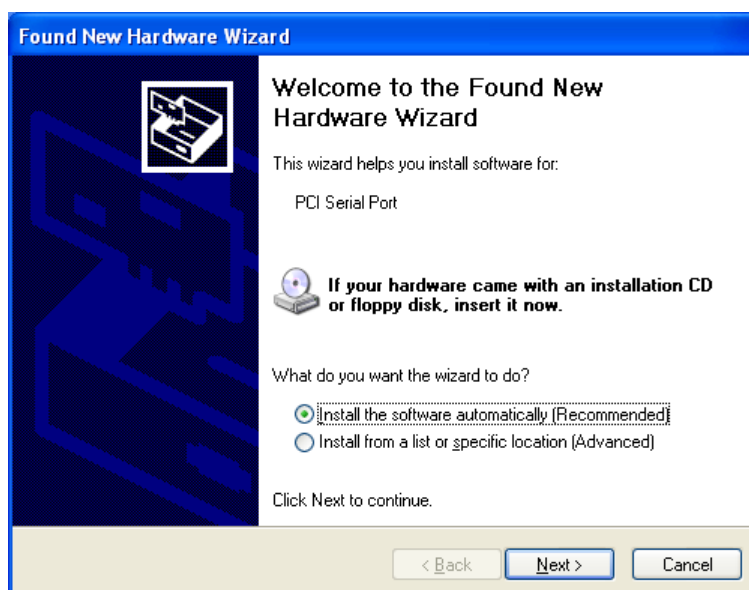 Found New Hardware Wizard
Welcome to the Found New
Hardware Wizard
This wizard helps you install software for:
PCI Serial Port
If your hardware came with an installation CD
or floppy disk, insert it now.
What do you want the wizard to do?
Install the software automatically (Recommended)
Install from a list or specific location (Advanced)
Click Next to continue.
< Back
Next >
Cancel